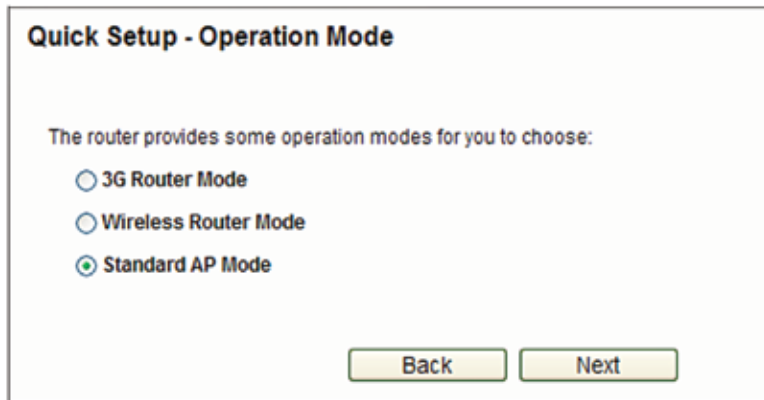 Quick Setup - Operation Mode
The router provides some operation modes for you to choose:
3G Router Mode
Wireless Router Mode
Standard AP Mode
Back Next